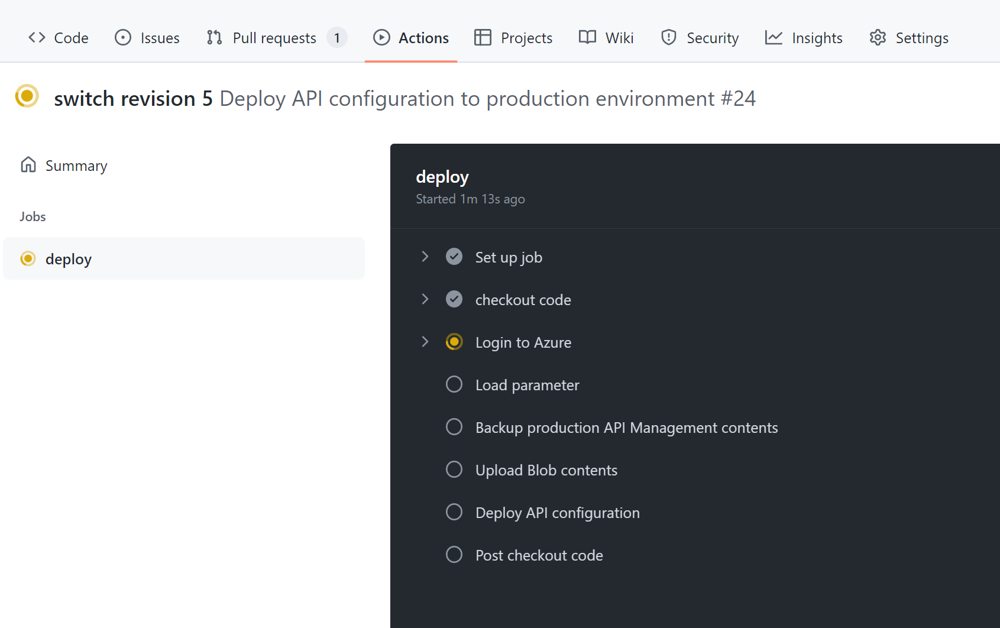 Code Issues Pull requests 1 Actions Projects Wiki Security Insights Settings
switch revision 5 Deploy API configuration to production environment #24
Summary
Jobs
deploy
deploy
Started 1m 13s ago
Set up job
checkout code
Login to Azure
Load parameter
Backup production API Management contents
Upload Blob contents
Deploy API configuration
Post checkout code